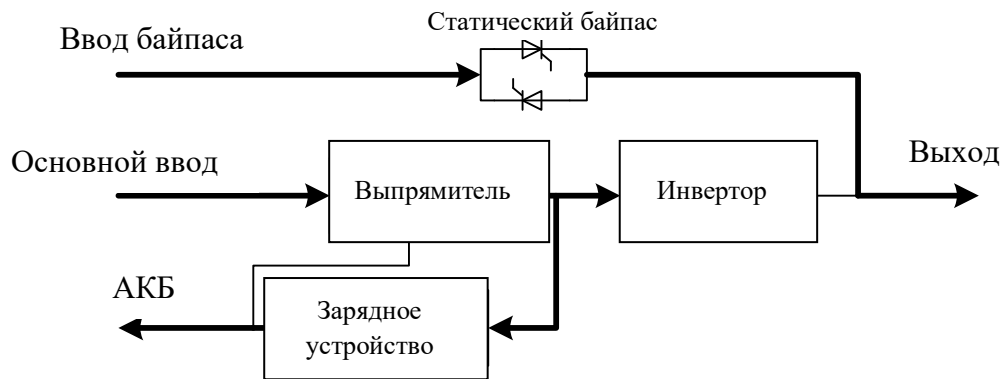 Статический байпас
Ввод байпаса
Основной ввод
Выпрямитель
Инвертор
Выход
АКБ
Зарядное
устройство